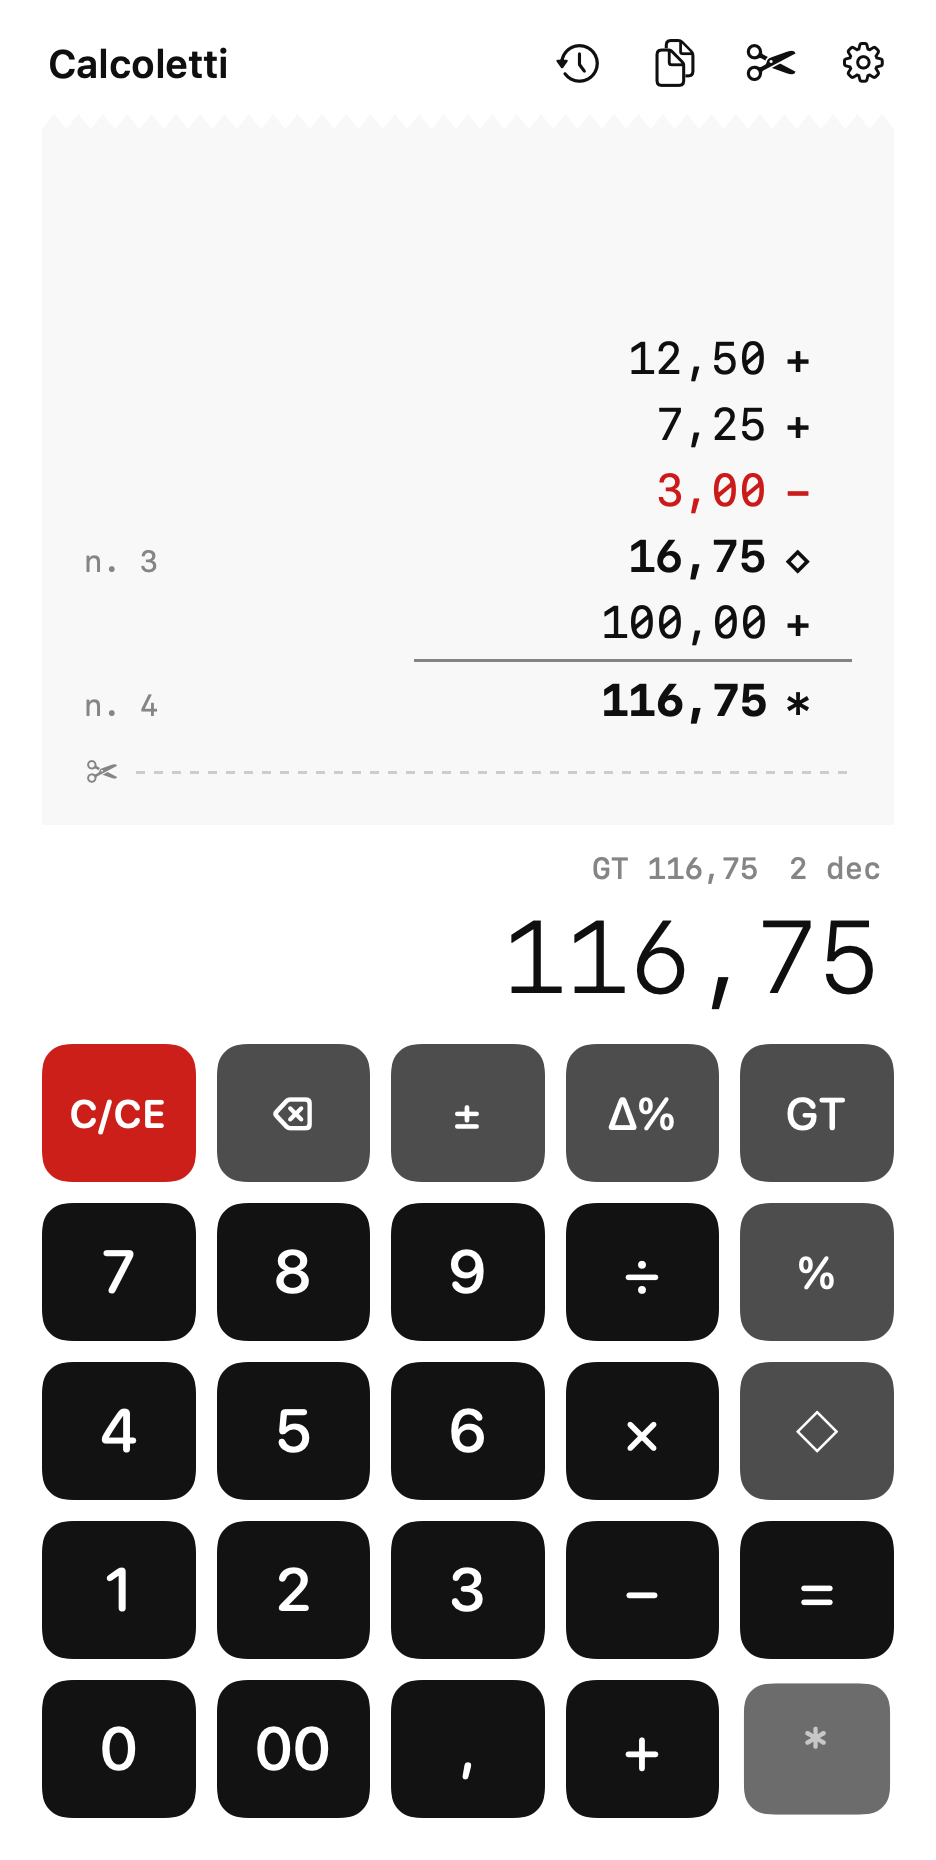 Calcoletti
12,50 +
7,25 +
3,00 −
n. 3 16,75 ◇
100,00 +
n. 4 116,75 *
GT 116,75 2 dec
116,75
C/CE ± Δ% GT
7 8 9 ÷ %
4 5 6 × ◇
1 2 3 − =
0 00 , + *